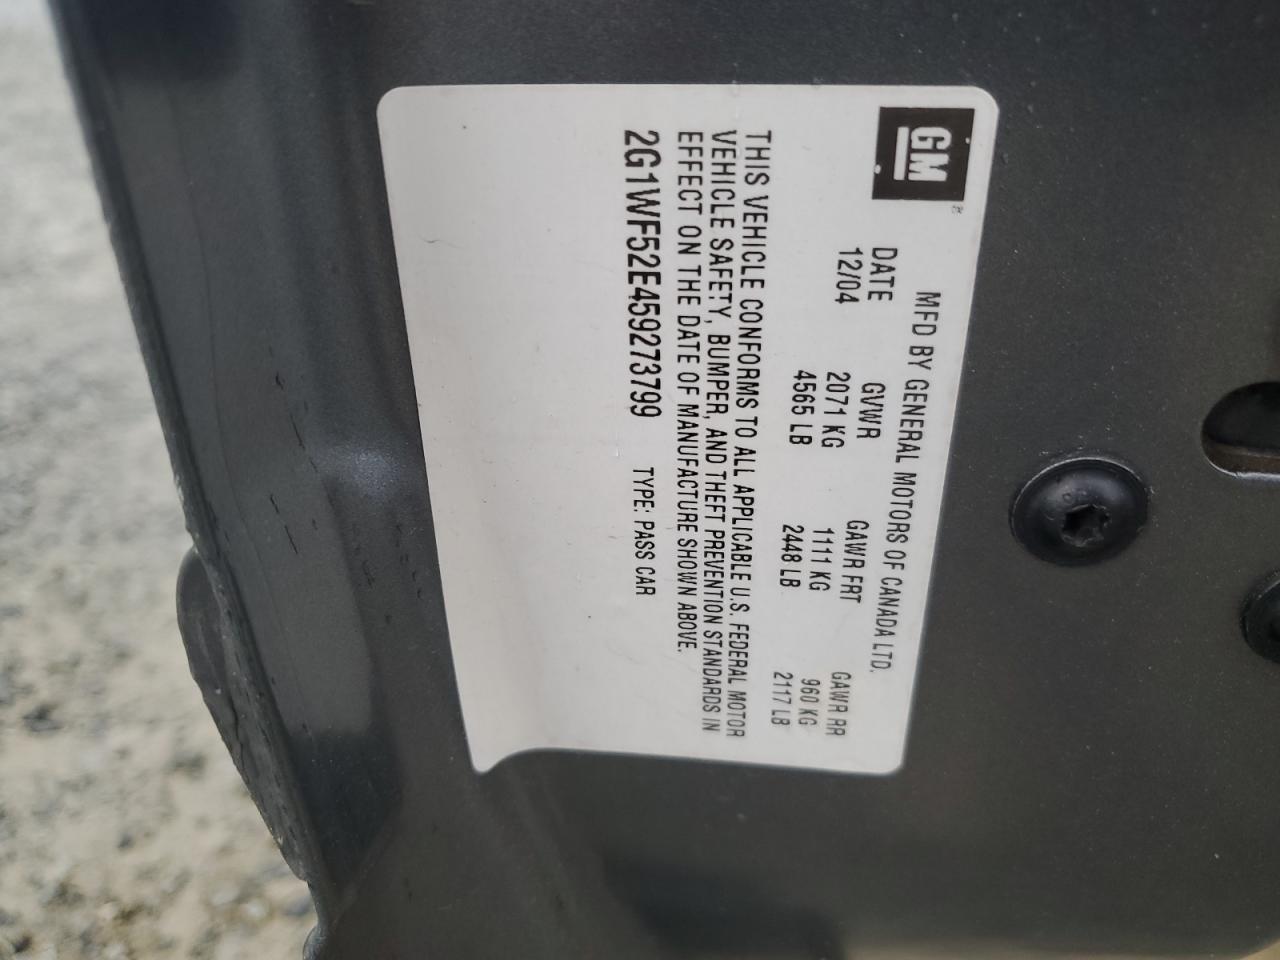 GM
®
MFD BY GENERAL MOTORS OF CANADA LTD.
DATE GVWR GAWR FRT GAWR RR
12/04 2071 KG 1111 KG 960 KG
4565 LB 2448 LB 2117 LB
THIS VEHICLE CONFORMS TO ALL APPLICABLE U.S. FEDERAL MOTOR
VEHICLE SAFETY, BUMPER, AND THEFT PREVENTION STANDARDS IN
EFFECT ON THE DATE OF MANUFACTURE SHOWN ABOVE.
2G1WF52E459273799 TYPE: PASS CAR